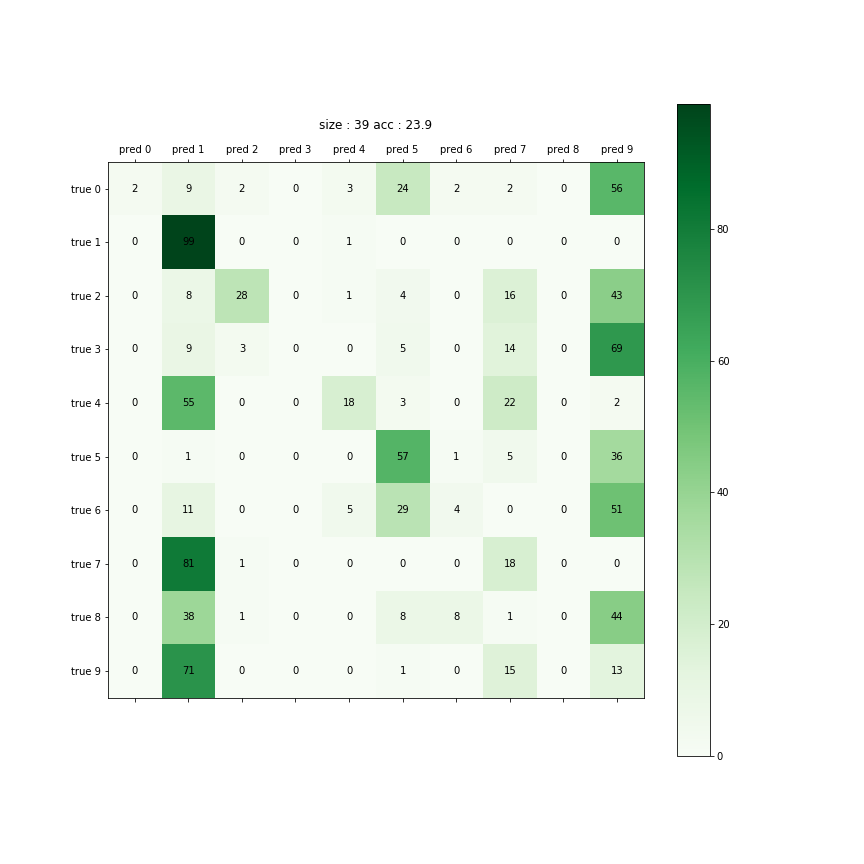 size : 39 acc : 23.9
pred 0 pred 1 pred 2 pred 3 pred 4 pred 5 pred 6 pred 7 pred 8 pred 9
true 0 2 9 2 0 3 24 2 2 0 56
true 1 0 99 0 0 1 0 0 0 0 0
true 2 0 8 28 0 1 4 0 16 0 43
true 3 0 9 3 0 0 5 0 14 0 69
true 4 0 55 0 0 18 3 0 22 0 2
true 5 0 1 0 0 0 57 1 5 0 36
true 6 0 11 0 0 5 29 4 0 0 51
true 7 0 81 1 0 0 0 0 18 0 0
true 8 0 38 1 0 0 8 8 1 0 44
true 9 0 71 0 0 0 1 0 15 0 13
80
60
40
20
0